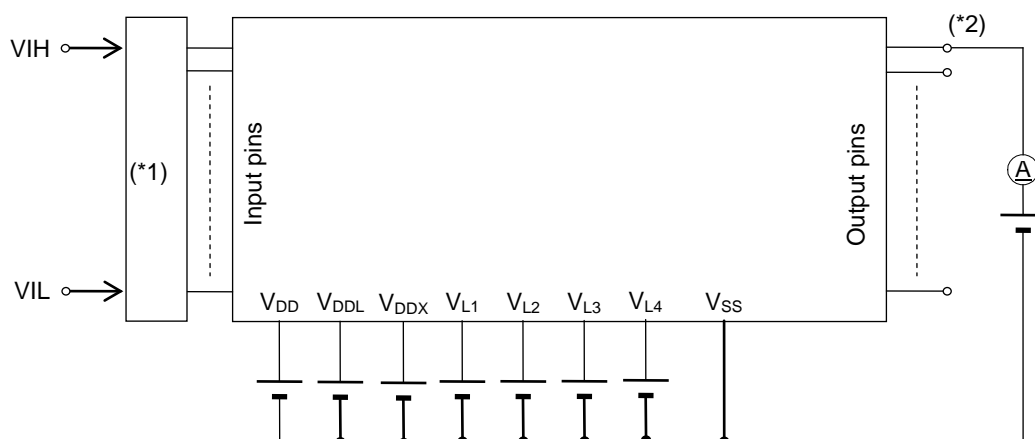 (*2)
VIH
A
(*1)
Input pins
Output pins
VIL
VDD VDDL VDDX VL1 VL2 VL3 VL4 VSS